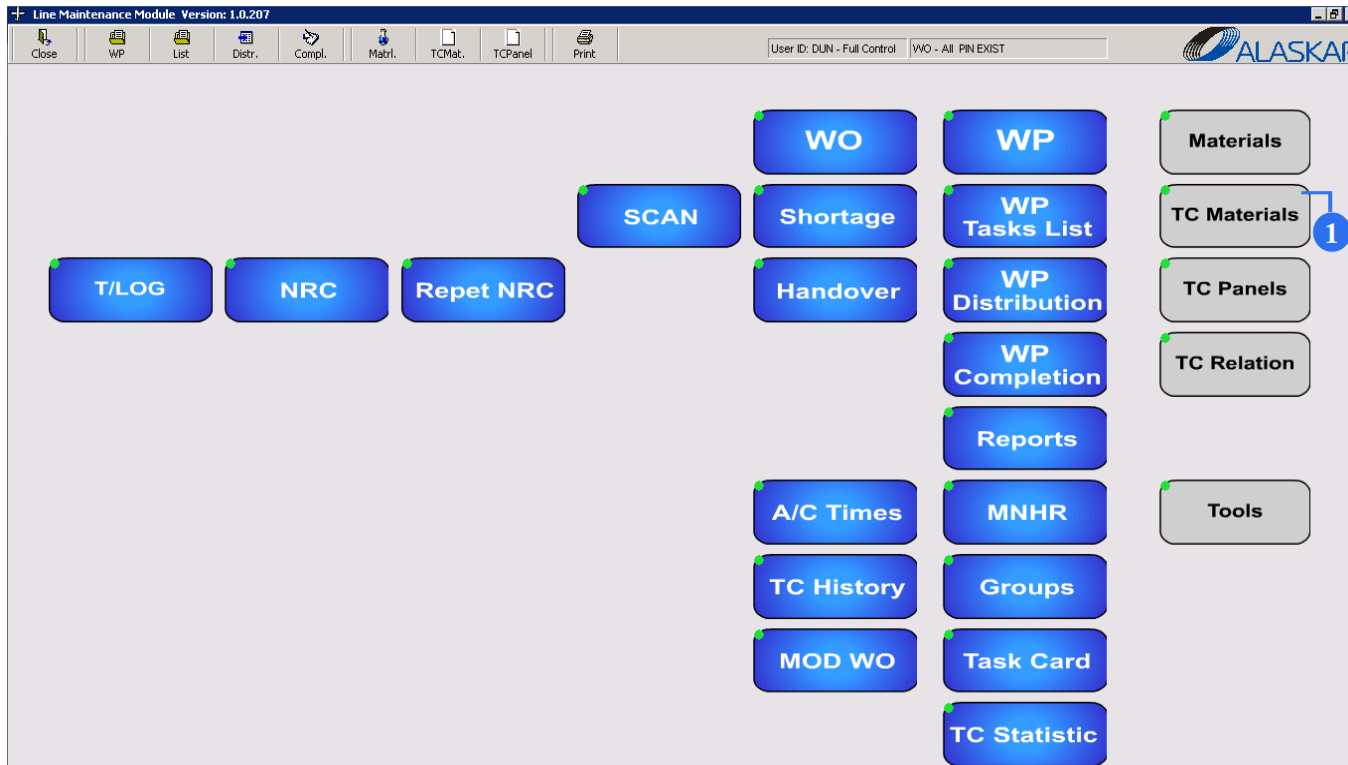 Line Maintenance Module Version: 1.0.207
Close WP List Distr. Compl. Matrl. TCMat. TCPanel Print
User ID: DUN - Full Control WO - All PIN EXIST
ALASKAR
WO WP Materials
SCAN Shortage WP Tasks List TC Materials
1
T/LOG NRC Repet NRC Handover WP Distribution TC Panels
WP Completion TC Relation
Reports
A/C Times MNHR Tools
TC History Groups
MOD WO Task Card
TC Statistic